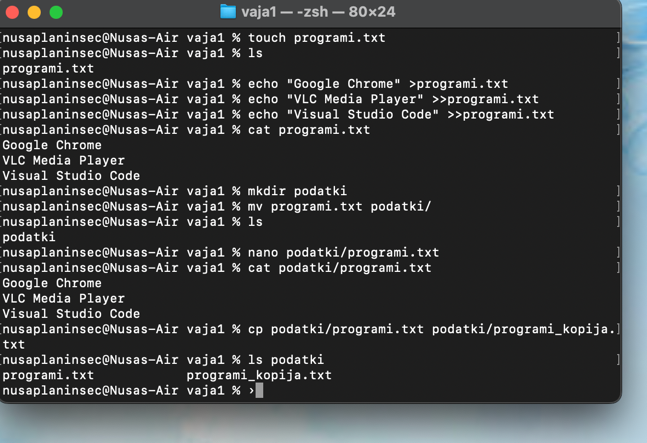 vaja1 — -zsh — 80×24
[nusaplaninsec@Nusas-Air vaja1 % touch programi.txt ]
[nusaplaninsec@Nusas-Air vaja1 % ls ]
programi.txt
[nusaplaninsec@Nusas-Air vaja1 % echo "Google Chrome" >programi.txt ]
[nusaplaninsec@Nusas-Air vaja1 % echo "VLC Media Player" >>programi.txt ]
[nusaplaninsec@Nusas-Air vaja1 % echo "Visual Studio Code" >>programi.txt ]
[nusaplaninsec@Nusas-Air vaja1 % cat programi.txt ]
Google Chrome
VLC Media Player
Visual Studio Code
[nusaplaninsec@Nusas-Air vaja1 % mkdir podatki ]
[nusaplaninsec@Nusas-Air vaja1 % mv programi.txt podatki/ ]
[nusaplaninsec@Nusas-Air vaja1 % ls ]
podatki
[nusaplaninsec@Nusas-Air vaja1 % nano podatki/programi.txt ]
[nusaplaninsec@Nusas-Air vaja1 % cat podatki/programi.txt ]
Google Chrome
VLC Media Player
Visual Studio Code
[nusaplaninsec@Nusas-Air vaja1 % cp podatki/programi.txt podatki/programi_kopija.]
txt
[nusaplaninsec@Nusas-Air vaja1 % ls podatki ]
programi.txt programi_kopija.txt
nusaplaninsec@Nusas-Air vaja1 % ›